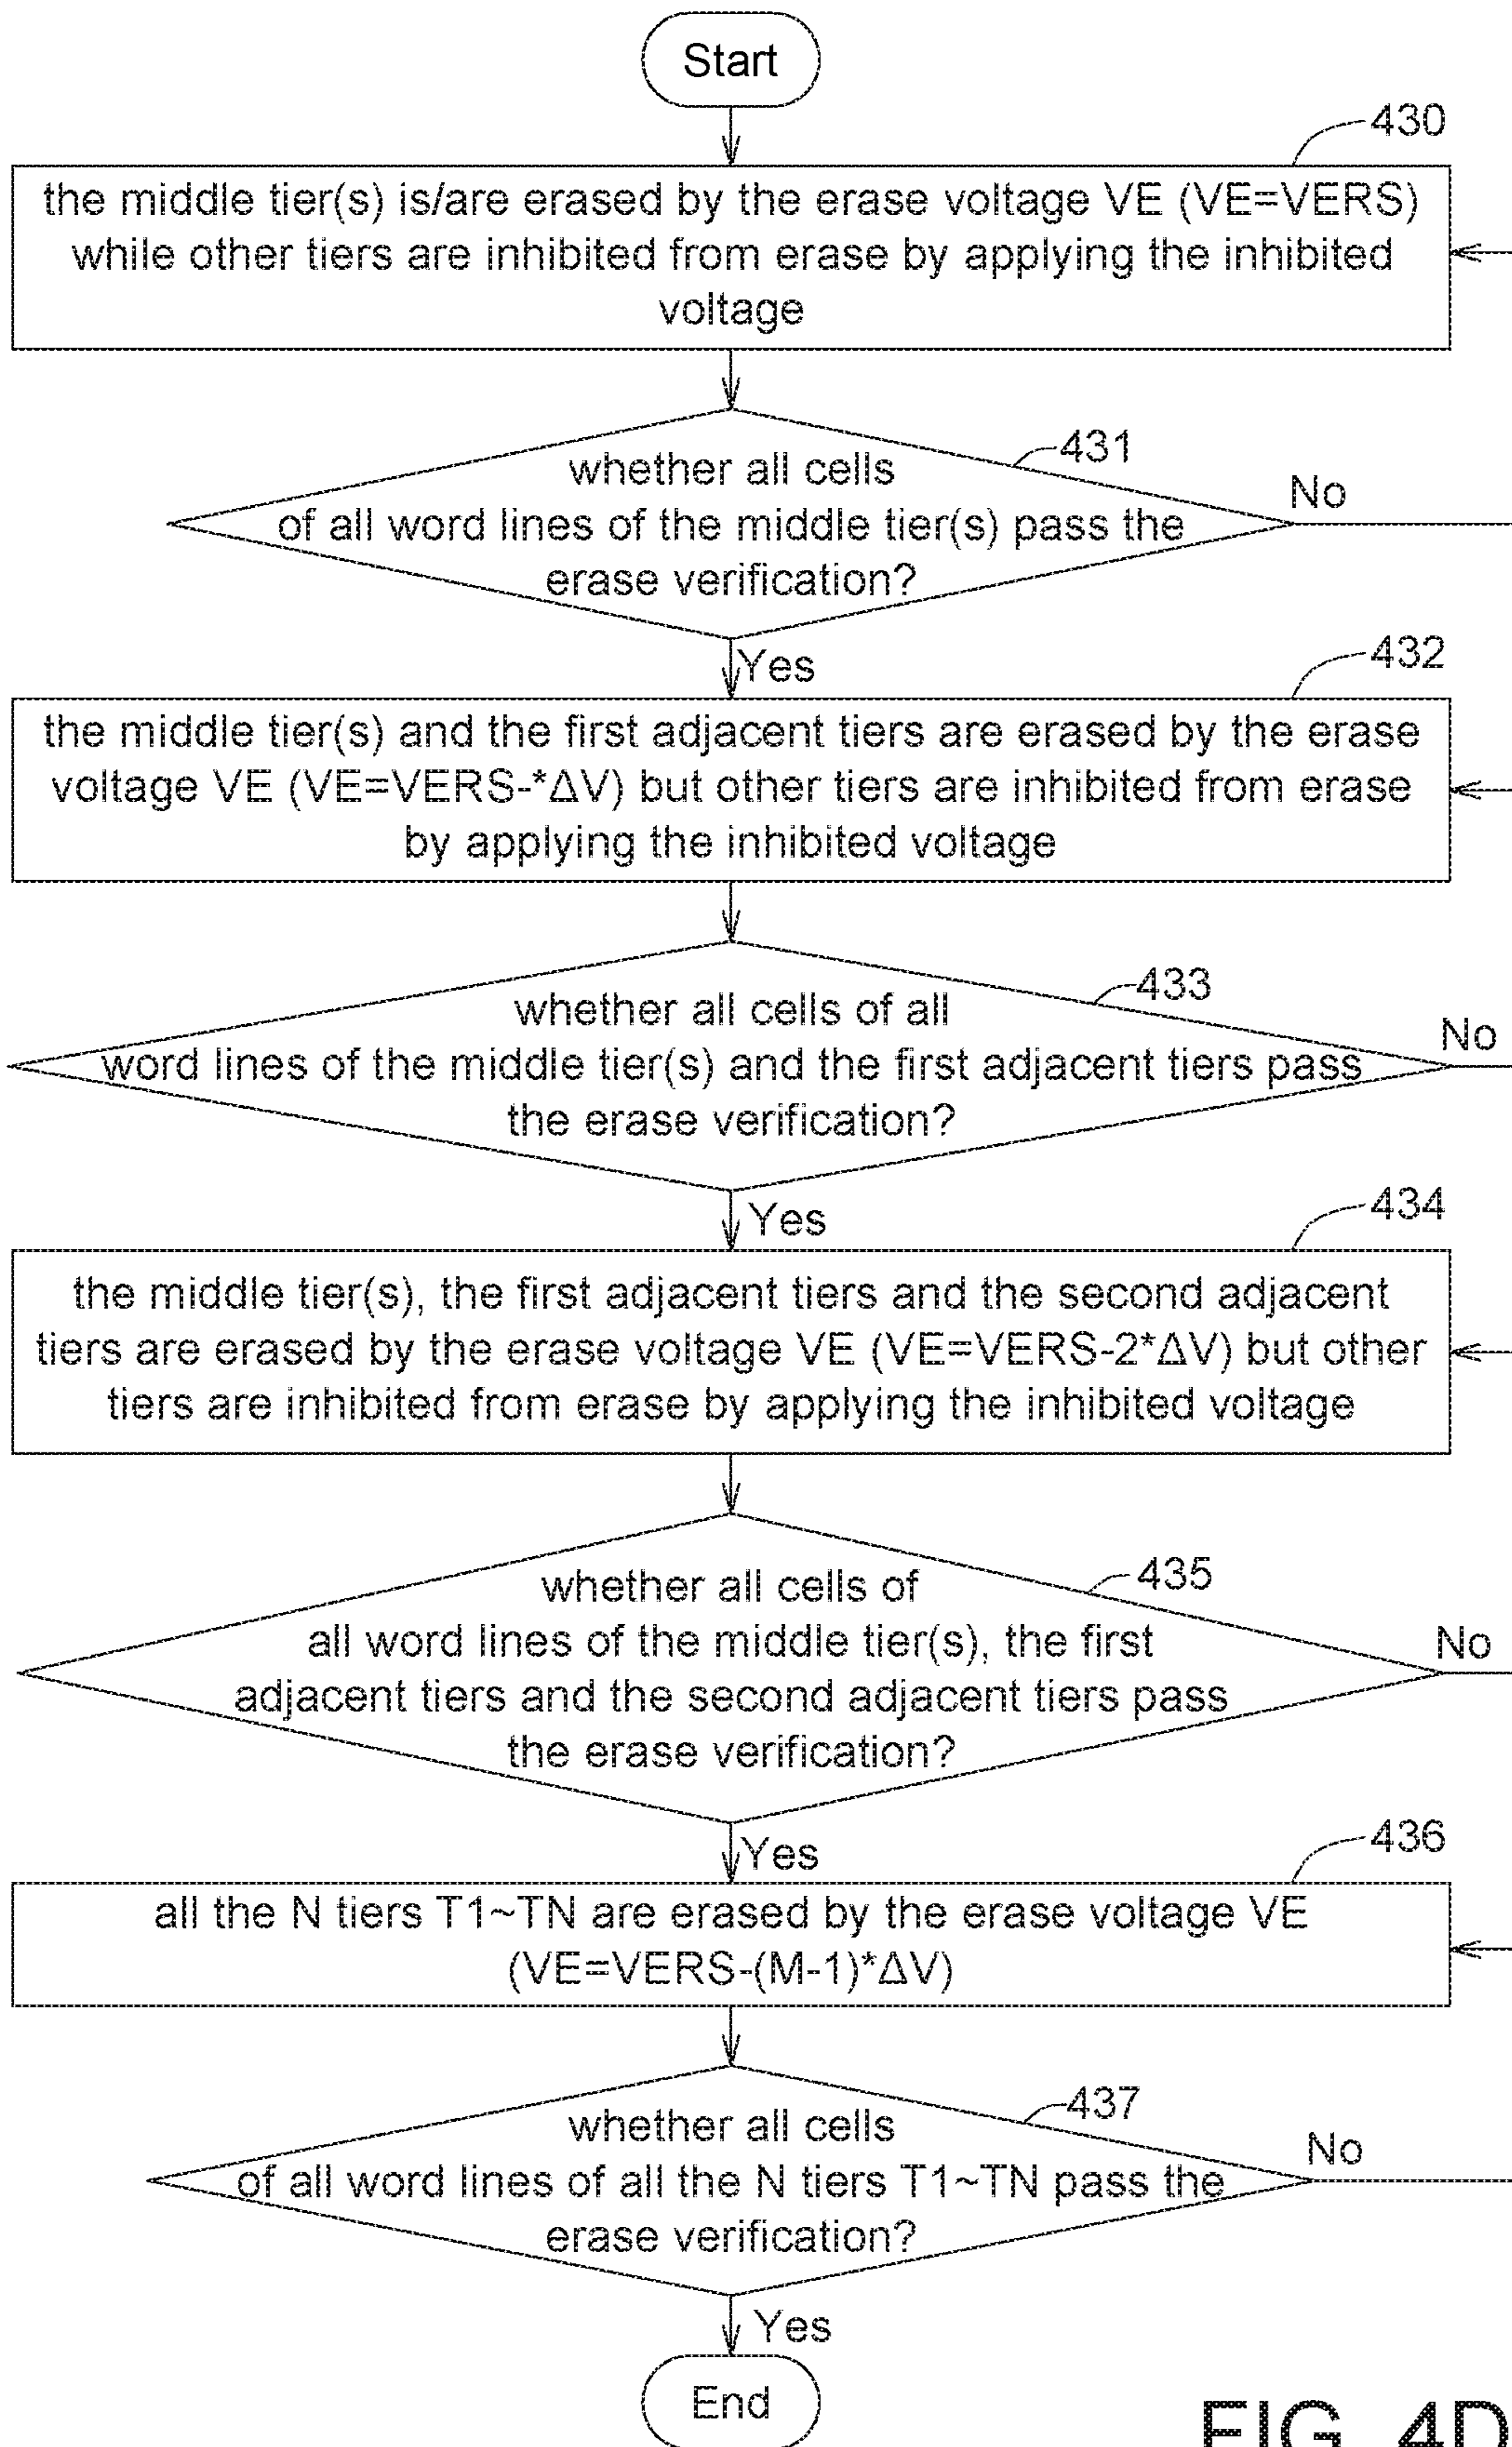 Start
430
the middle tier(s) is/are erased by the erase voltage VE (VE=VERS)
while other tiers are inhibited from erase by applying the inhibited
voltage
431
whether all cells
of all word lines of the middle tier(s) pass the
erase verification?
No
Yes
432
the middle tier(s) and the first adjacent tiers are erased by the erase
voltage VE (VE=VERS-*ΔV) but other tiers are inhibited from erase
by applying the inhibited voltage
433
whether all cells of all
word lines of the middle tier(s) and the first adjacent tiers pass
the erase verification?
No
Yes
434
the middle tier(s), the first adjacent tiers and the second adjacent
tiers are erased by the erase voltage VE (VE=VERS-2*ΔV) but other
tiers are inhibited from erase by applying the inhibited voltage
435
whether all cells of
all word lines of the middle tier(s), the first
adjacent tiers and the second adjacent tiers pass
the erase verification?
No
Yes
436
all the N tiers T1~TN are erased by the erase voltage VE
(VE=VERS-(M-1)*ΔV)
437
whether all cells
of all word lines of all the N tiers T1~TN pass the
erase verification?
No
Yes
End
FIG. 4D